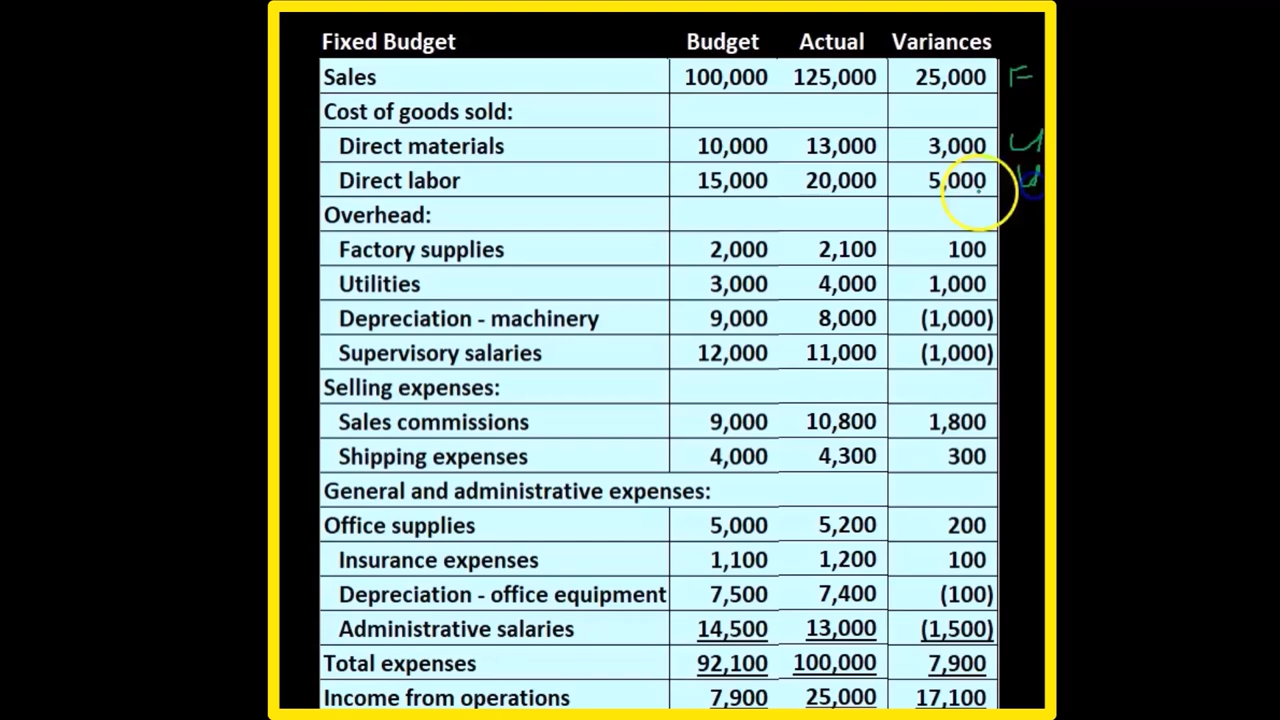 Fixed Budget Budget Actual Variances
Sales 100,000 125,000 25,000 F
Cost of goods sold:
Direct materials 10,000 13,000 3,000 U
Direct labor 15,000 20,000 5,000 U
Overhead:
Factory supplies 2,000 2,100 100
Utilities 3,000 4,000 1,000
Depreciation - machinery 9,000 8,000 (1,000)
Supervisory salaries 12,000 11,000 (1,000)
Selling expenses:
Sales commissions 9,000 10,800 1,800
Shipping expenses 4,000 4,300 300
General and administrative expenses:
Office supplies 5,000 5,200 200
Insurance expenses 1,100 1,200 100
Depreciation - office equipment 7,500 7,400 (100)
Administrative salaries 14,500 13,000 (1,500)
Total expenses 92,100 100,000 7,900
Income from operations 7,900 25,000 17,100